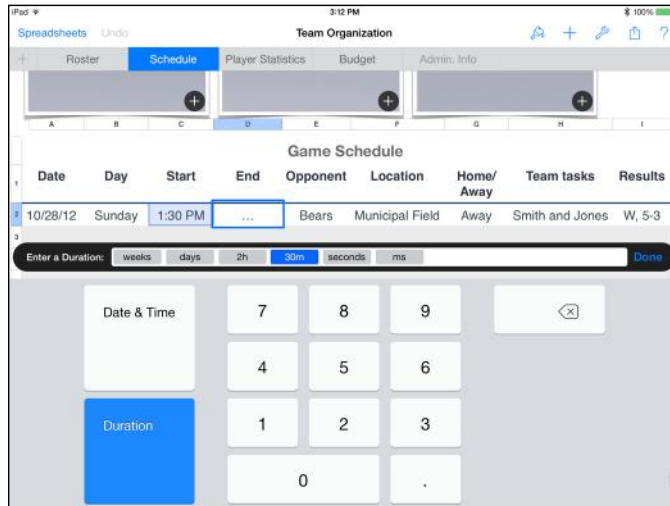 iPad 3:12 PM 100%
Spreadsheets Undo Team Organization ?
+ Roster Schedule Player Statistics Budget Admin. Info
A B C D E F G H I
Game Schedule
Date Day Start End Opponent Location Home/ Team tasks Results
Away
1
2 10/28/12 Sunday 1:30 PM ... Bears Municipal Field Away Smith and Jones W, 5-3
3
Enter a Duration: weeks days 2h 30m seconds ms Done
Date & Time 7 8 9
4 5 6
Duration 1 2 3
0 .